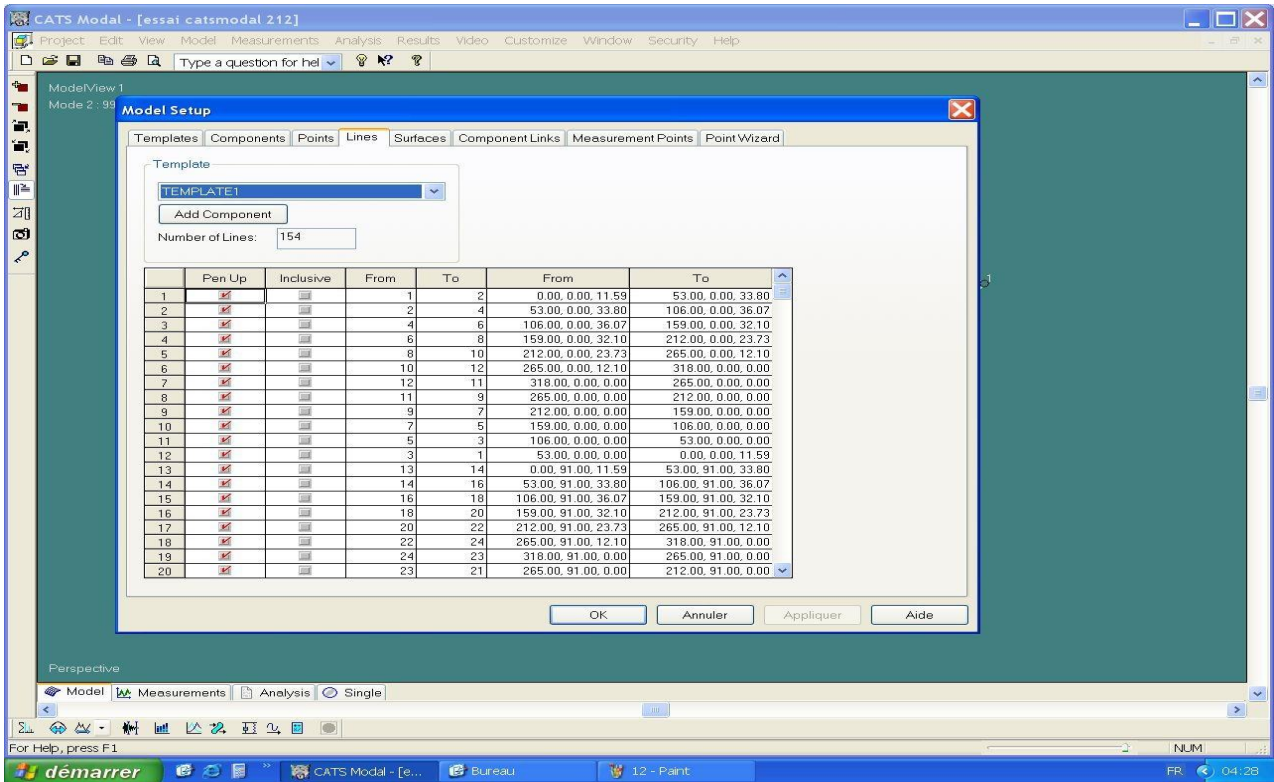 CATS Modal - [essai catsmodal 212]
Project Edit View Model Measurements Analysis Results Video Customize Window Security Help
Type a question for hel
ModelView 1
Mode 2 : 99
Model Setup
Templates Components Points Lines Surfaces Component Links Measurement Points Point Wizard
Template
TEMPLATE1
Add Component
Number of Lines: 154
Pen Up Inclusive From To From To
1 1 2 0.00, 0.00, 11.59 53.00, 0.00, 33.80
2 2 4 53.00, 0.00, 33.80 106.00, 0.00, 36.07
3 4 6 106.00, 0.00, 36.07 159.00, 0.00, 32.10
4 6 8 159.00, 0.00, 32.10 212.00, 0.00, 23.73
5 8 10 212.00, 0.00, 23.73 265.00, 0.00, 12.10
6 10 12 265.00, 0.00, 12.10 318.00, 0.00, 0.00
7 12 11 318.00, 0.00, 0.00 265.00, 0.00, 0.00
8 11 9 265.00, 0.00, 0.00 212.00, 0.00, 0.00
9 9 7 212.00, 0.00, 0.00 159.00, 0.00, 0.00
10 7 5 159.00, 0.00, 0.00 106.00, 0.00, 0.00
11 5 3 106.00, 0.00, 0.00 53.00, 0.00, 0.00
12 3 1 53.00, 0.00, 0.00 0.00, 0.00, 11.59
13 13 14 0.00, 91.00, 11.59 53.00, 91.00, 33.80
14 14 16 53.00, 91.00, 33.80 106.00, 91.00, 36.07
15 16 18 106.00, 91.00, 36.07 159.00, 91.00, 32.10
16 18 20 159.00, 91.00, 32.10 212.00, 91.00, 23.73
17 20 22 212.00, 91.00, 23.73 265.00, 91.00, 12.10
18 22 24 265.00, 91.00, 12.10 318.00, 91.00, 0.00
19 24 23 318.00, 91.00, 0.00 265.00, 91.00, 0.00
20 23 21 265.00, 91.00, 0.00 212.00, 91.00, 0.00
1
OK Annuler Appliquer Aide
Perspective
Model Measurements Analysis Single
For Help, press F1
NUM
démarrer CATS Modal - [e... Bureau 12 - Paint FR 04:28